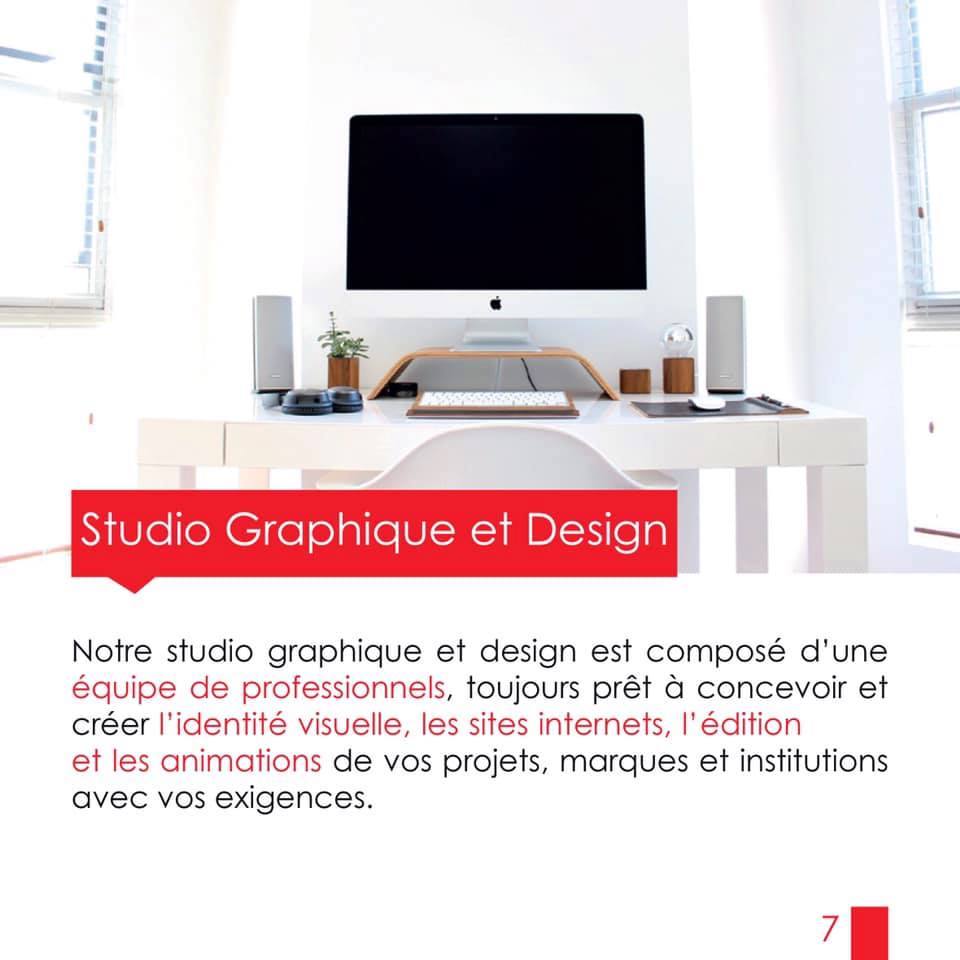 Studio Graphique et Design
Notre studio graphique et design est composé d’une
équipe de professionnels, toujours prêt à concevoir et
créer l’identité visuelle, les sites internets, l’édition
et les animations de vos projets, marques et institutions
avec vos exigences.
7